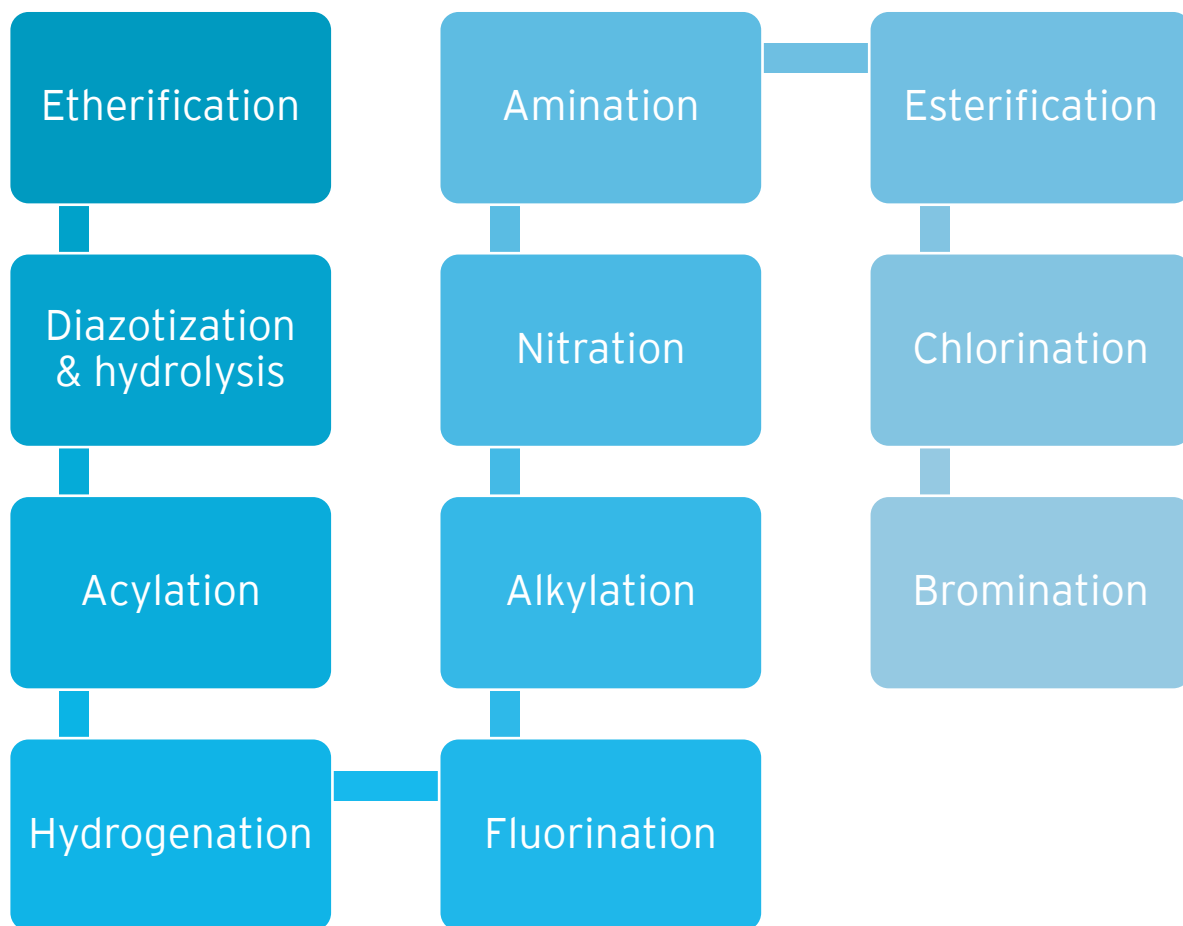 Etherification
Diazotization
& hydrolysis
Acylation
Hydrogenation
Fluorination
Alkylation
Nitration
Amination
Esterification
Chlorination
Bromination